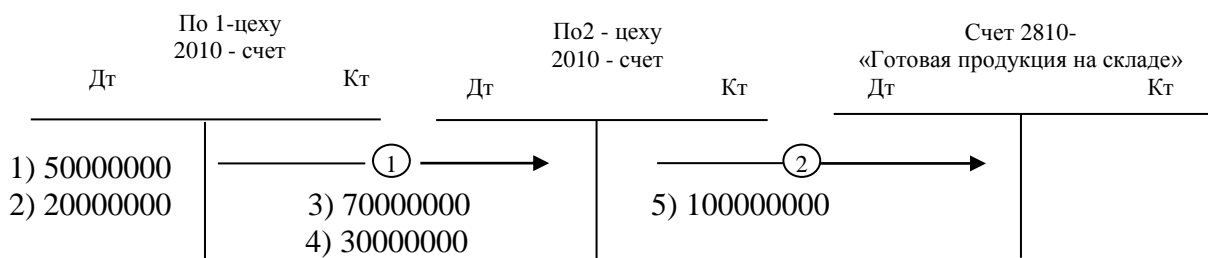 По 1-цеху
2010 - счет
Дт Кт
По2 - цеху
2010 - счет
Дт Кт
Счет 2810-
«Готовая продукция на складе»
Дт Кт
1) 50000000
2) 20000000
1
3) 70000000
4) 30000000
2
5) 100000000